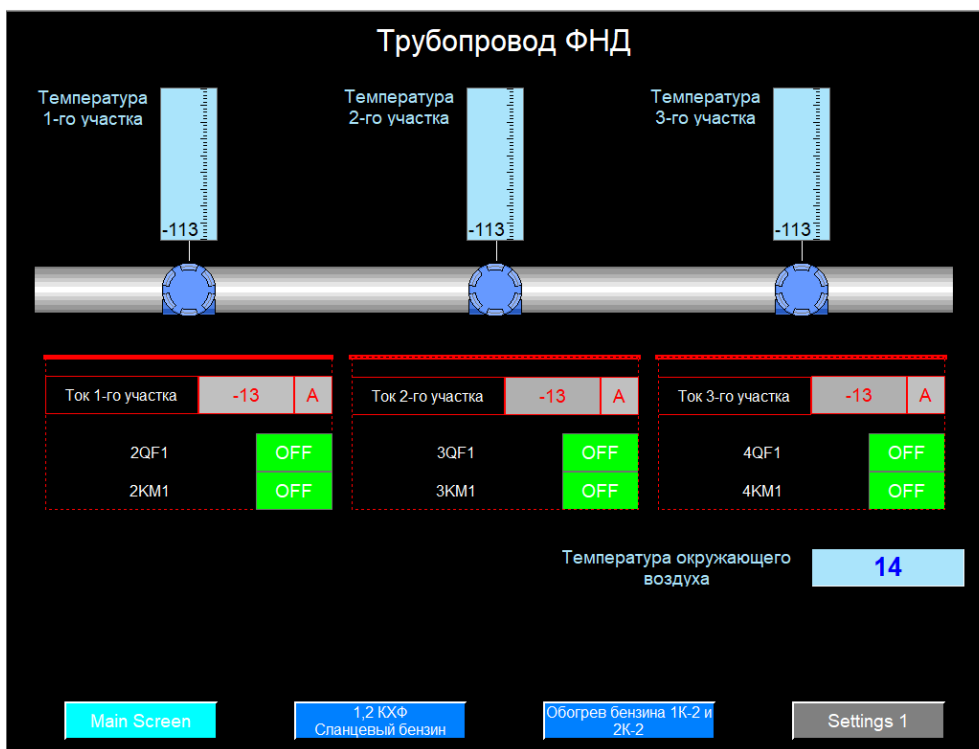 Трубопровод ФНД
Температура
1-го участка
-113
Температура
2-го участка
-113
Температура
3-го участка
-113
Ток 1-го участка -13 A
2QF1 OFF
2KM1 OFF
Ток 2-го участка -13 A
3QF1 OFF
3KM1 OFF
Ток 3-го участка -13 A
4QF1 OFF
4KM1 OFF
Температура окружающего
воздуха
14
Main Screen
1,2 КХФ
Сланцевый бензин
Обогрев бензина 1К-2 и
2К-2
Settings 1